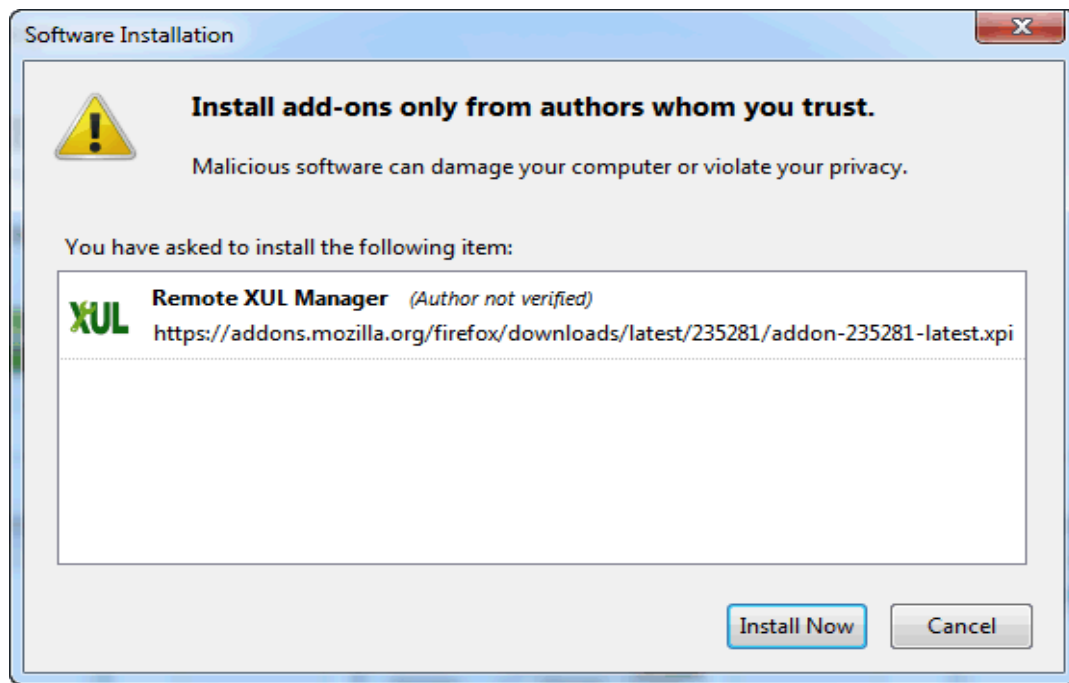 Software Installation
Install add-ons only from authors whom you trust.
Malicious software can damage your computer or violate your privacy.
You have asked to install the following item:
XUL Remote XUL Manager (Author not verified)
https://addons.mozilla.org/firefox/downloads/latest/235281/addon-235281-latest.xpi
Install Now Cancel